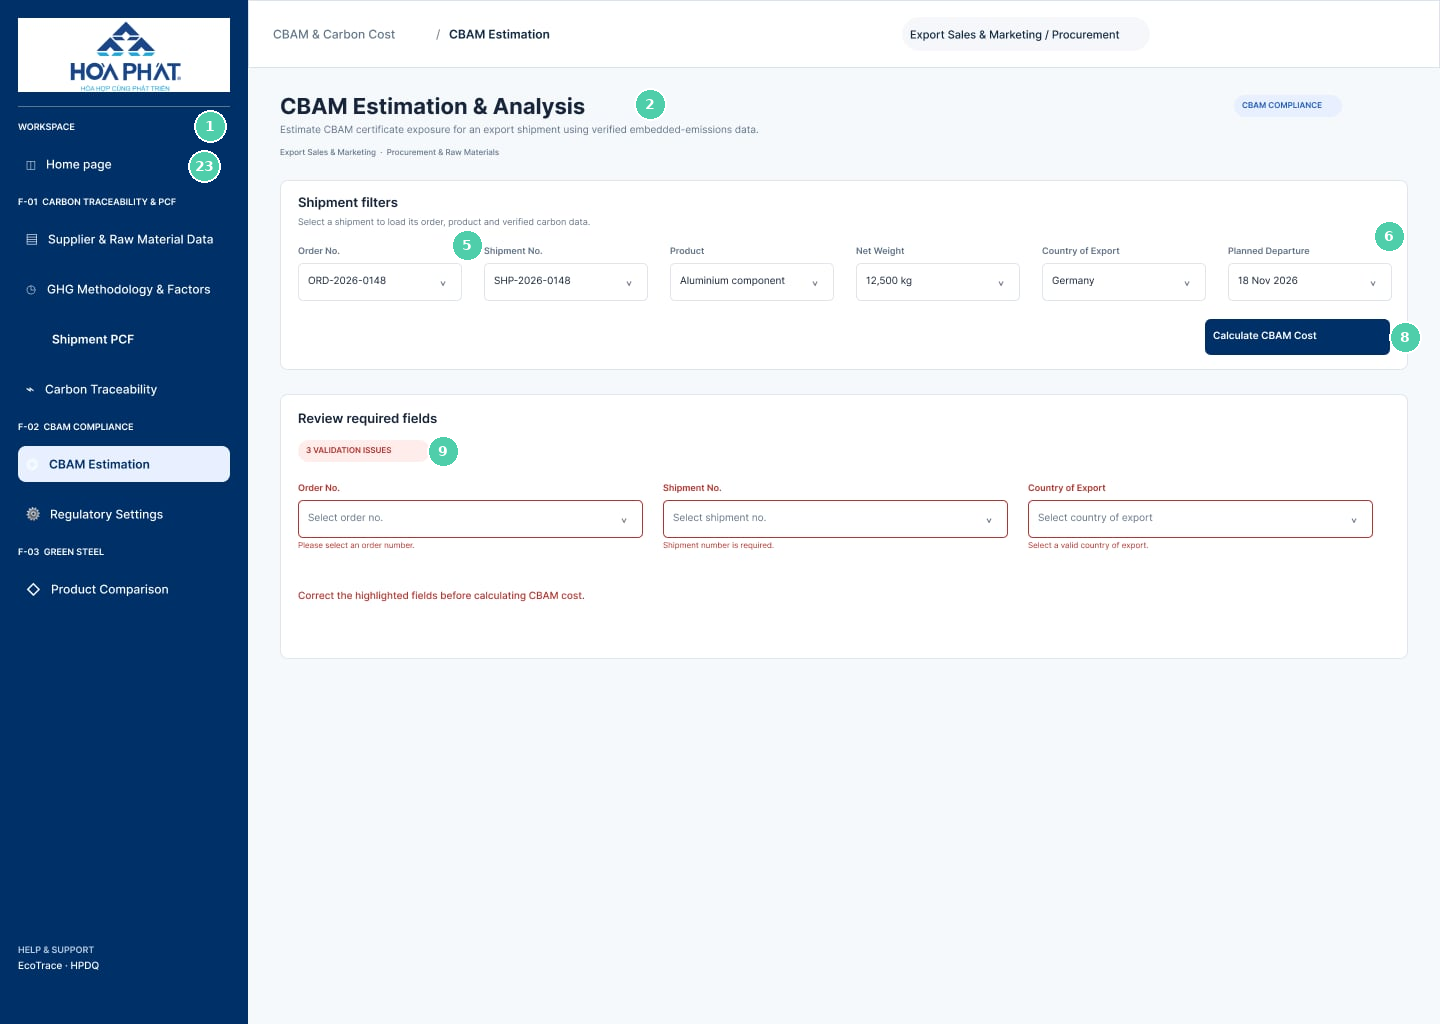 HÒA PHÁT
HÒA HỢP CÙNG PHÁT TRIỂN
WORKSPACE
1
Home page
23
F-01 CARBON TRACEABILITY & PCF
Supplier & Raw Material Data
GHG Methodology & Factors
Shipment PCF
Carbon Traceability
F-02 CBAM COMPLIANCE
CBAM Estimation
Regulatory Settings
F-03 GREEN STEEL
Product Comparison
HELP & SUPPORT
EcoTrace · HPDQ
CBAM & Carbon Cost / CBAM Estimation
Export Sales & Marketing / Procurement
CBAM Estimation & Analysis
2
CBAM COMPLIANCE
Estimate CBAM certificate exposure for an export shipment using verified embedded-emissions data.
Export Sales & Marketing · Procurement & Raw Materials
Shipment filters
Select a shipment to load its order, product and verified carbon data.
Order No. 5 Shipment No. Product Net Weight Country of Export Planned Departure 6
ORD-2026-0148 v SHP-2026-0148 v Aluminium component v 12,500 kg v Germany v 18 Nov 2026 v
Calculate CBAM Cost 8
Review required fields
3 VALIDATION ISSUES 9
Order No. Shipment No. Country of Export
Select order no. v Select shipment no. v Select country of export v
Please select an order number. Shipment number is required. Select a valid country of export.
Correct the highlighted fields before calculating CBAM cost.